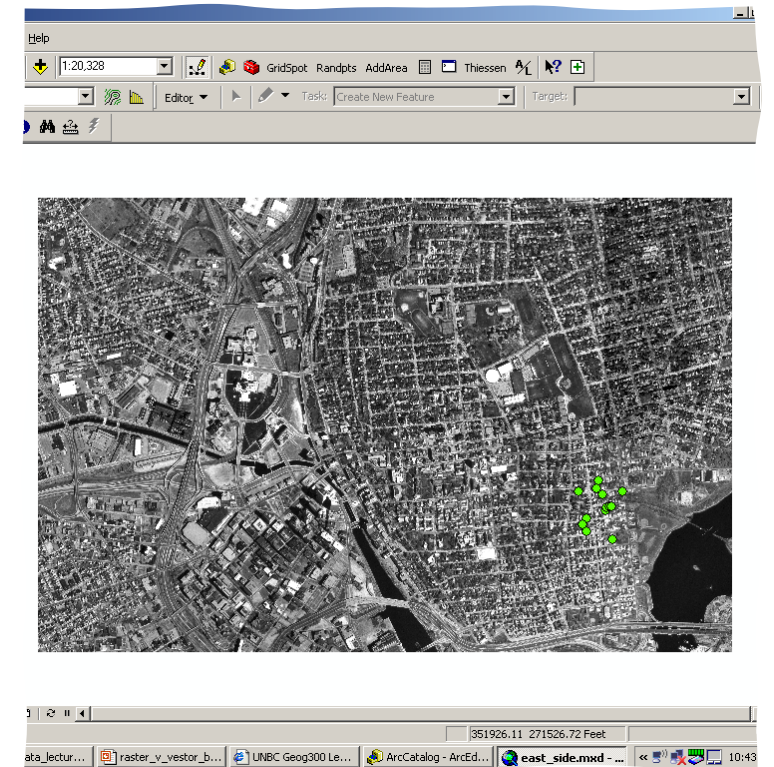 Help
1:20,328 GridSpot Randpts AddArea Thiessen
Editor Task: Create New Feature Target:
351926.11 271526.72 Feet
ata_lectur... raster_v_vestor_b... UNBC Geog300 Le... ArcCatalog - ArcEd... east_side.mxd - ... « 10:43